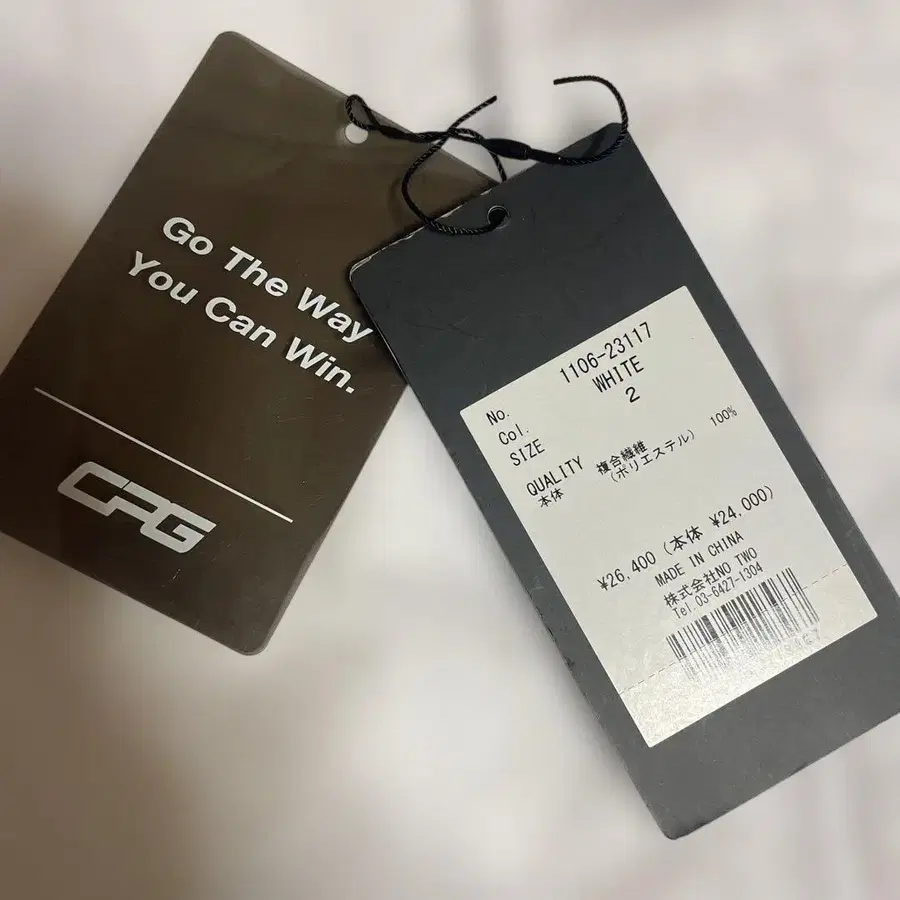 Go The Way
You Can Win.
CPG
No. 1106-23117
Col. WHITE
SIZE 2
QUALITY
本体 複合繊維 100%
(ポリエステル)
¥26,400(本体 ¥24,000)
MADE IN CHINA
株式会社NO TWO
Tel.03-6427-1304